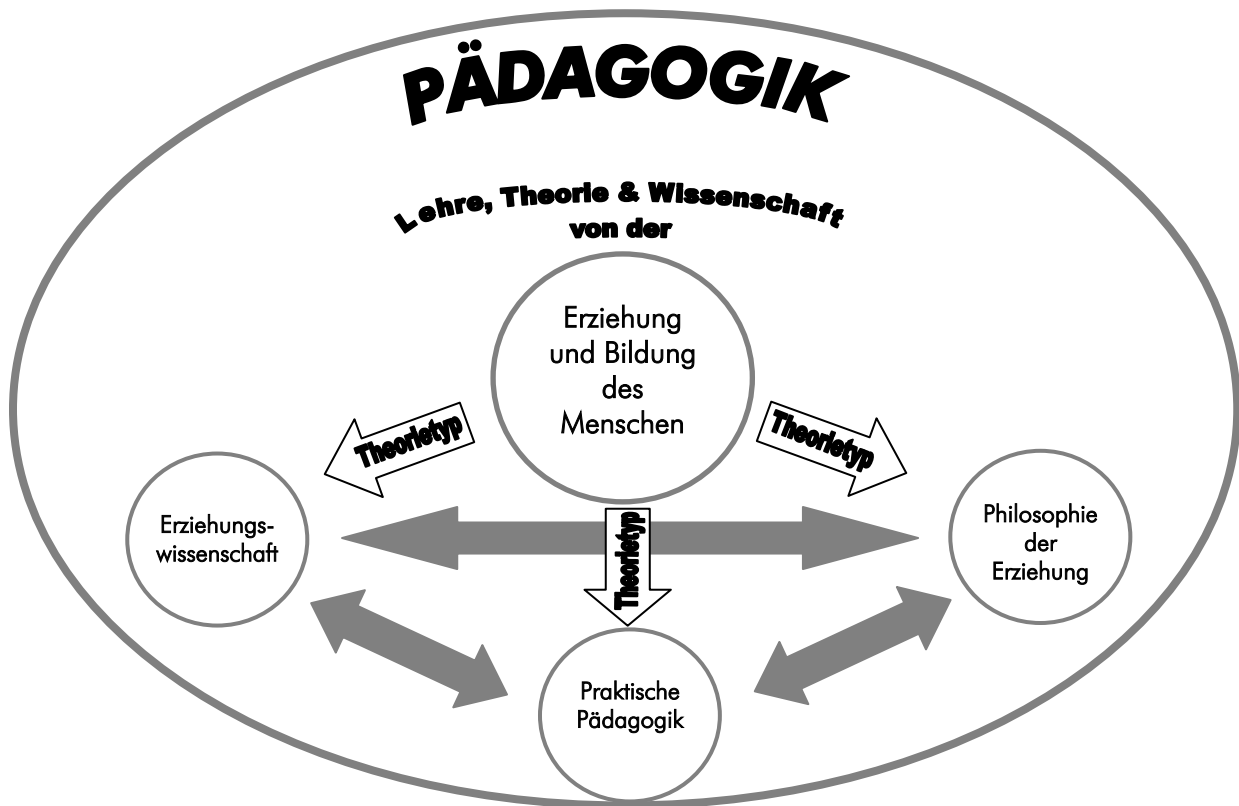 PÄDAGOGIK
Lehre, Theorie & Wissenschaft
von der
Erziehung
und Bildung
des
Menschen
Theorietyp
Theorietyp
Theorietyp
Erziehungs-
wissenschaft
Philosophie
der
Erziehung
Praktische
Pädagogik